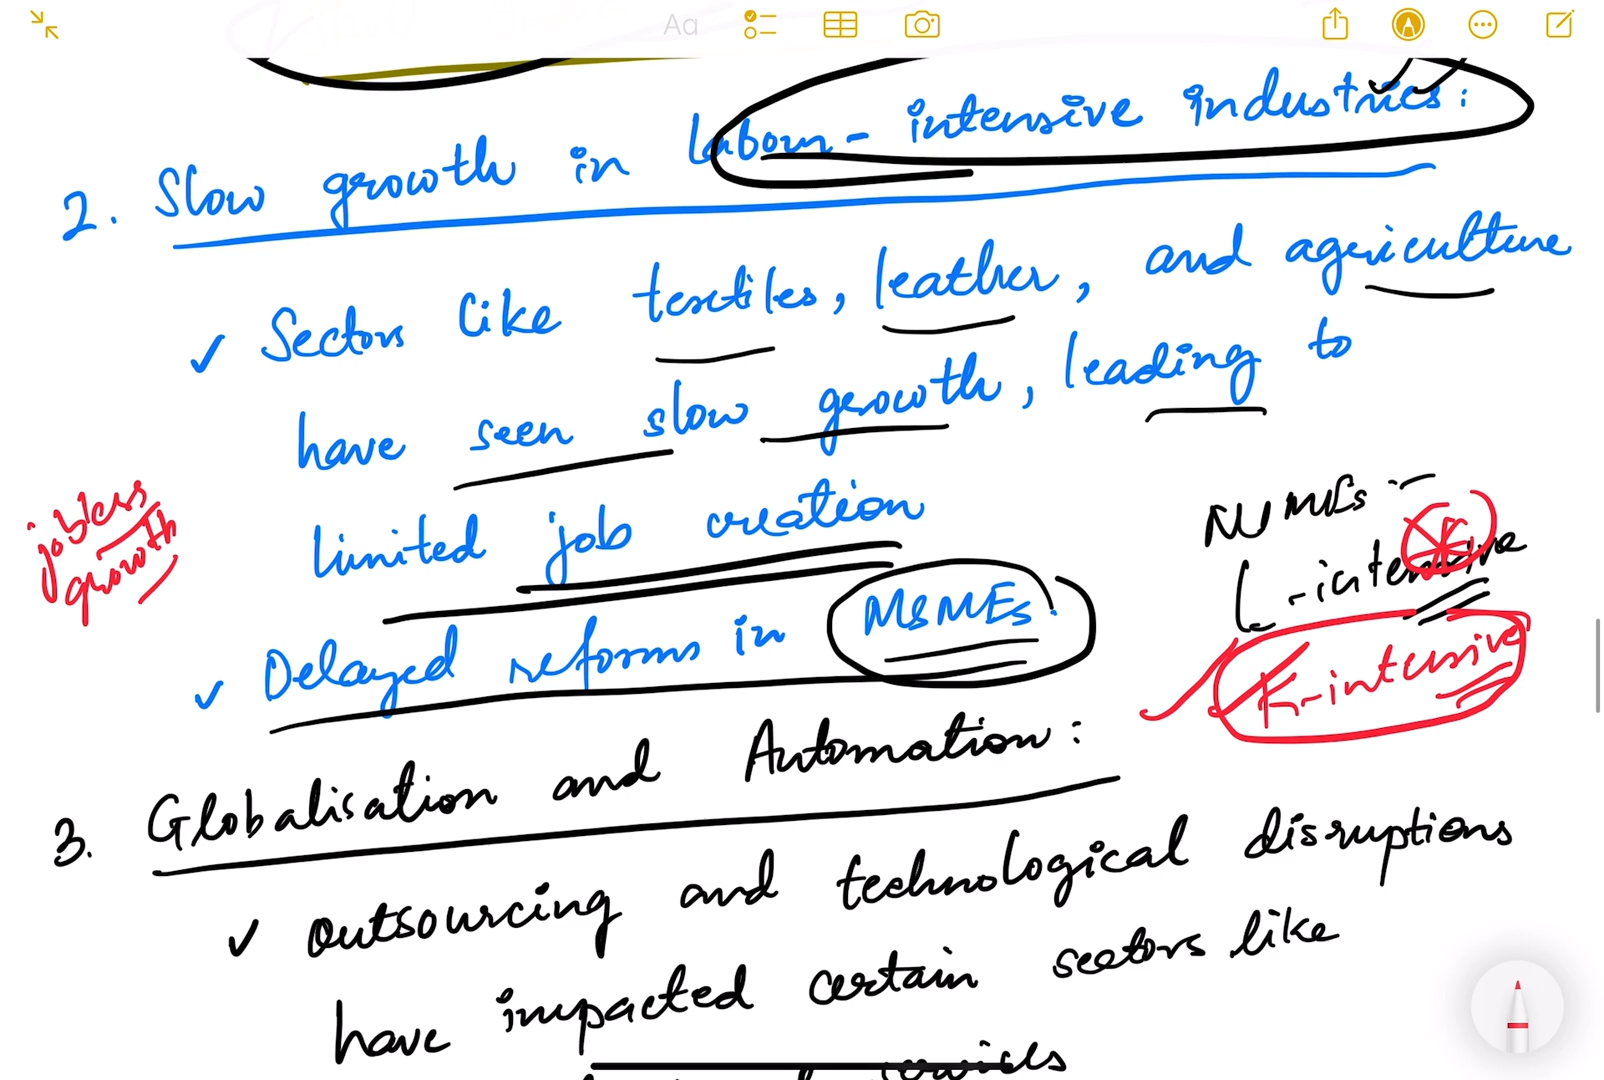 Aa
2. Slow growth in labour-intensive industries:
✓ Sectors like textiles, leather, and agriculture
have seen slow growth, leading to
limited job creation
jobless
growth
MSMEs :-
L-intensive
K-intensive
✓ Delayed reforms in MSMEs.
3. Globalisation and Automation:
✓ Outsourcing and technological disruptions
have impacted certain sectors like
services